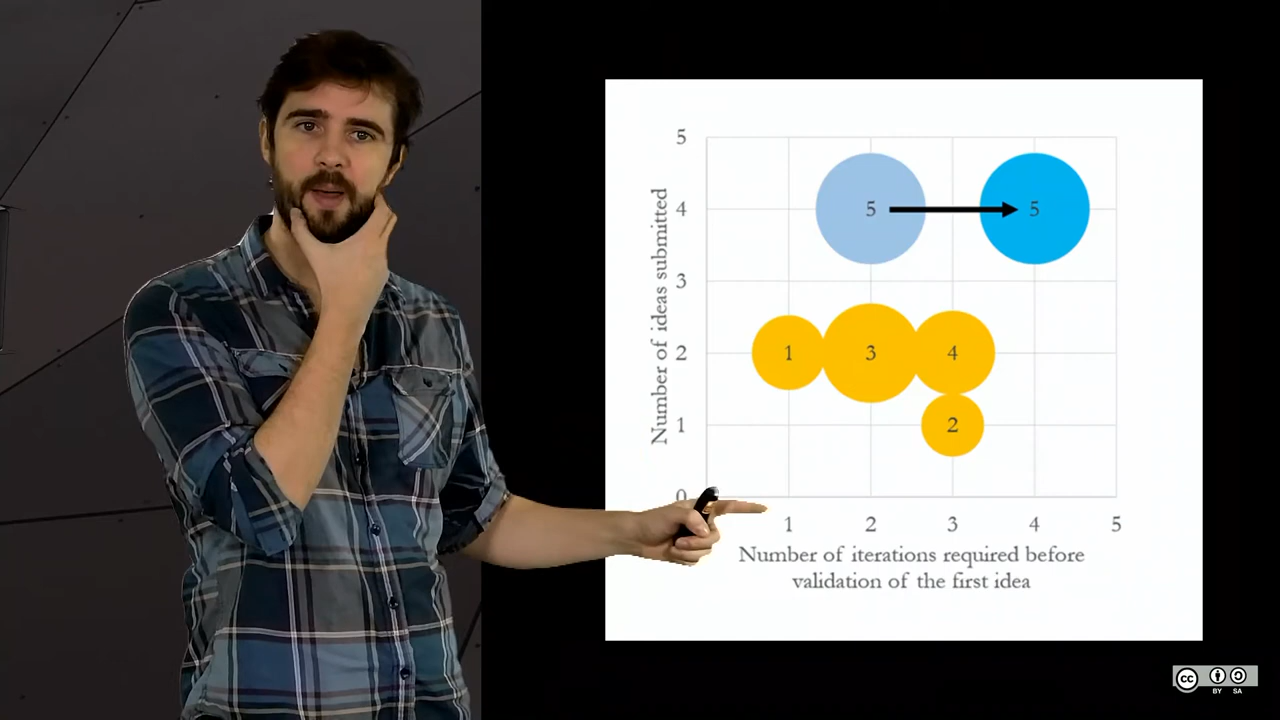 5
4
3
2
1
0
Number of ideas submitted
5
5
1
3
4
2
1
2
3
4
5
Number of iterations required before
validation of the first idea
cc
BY
SA